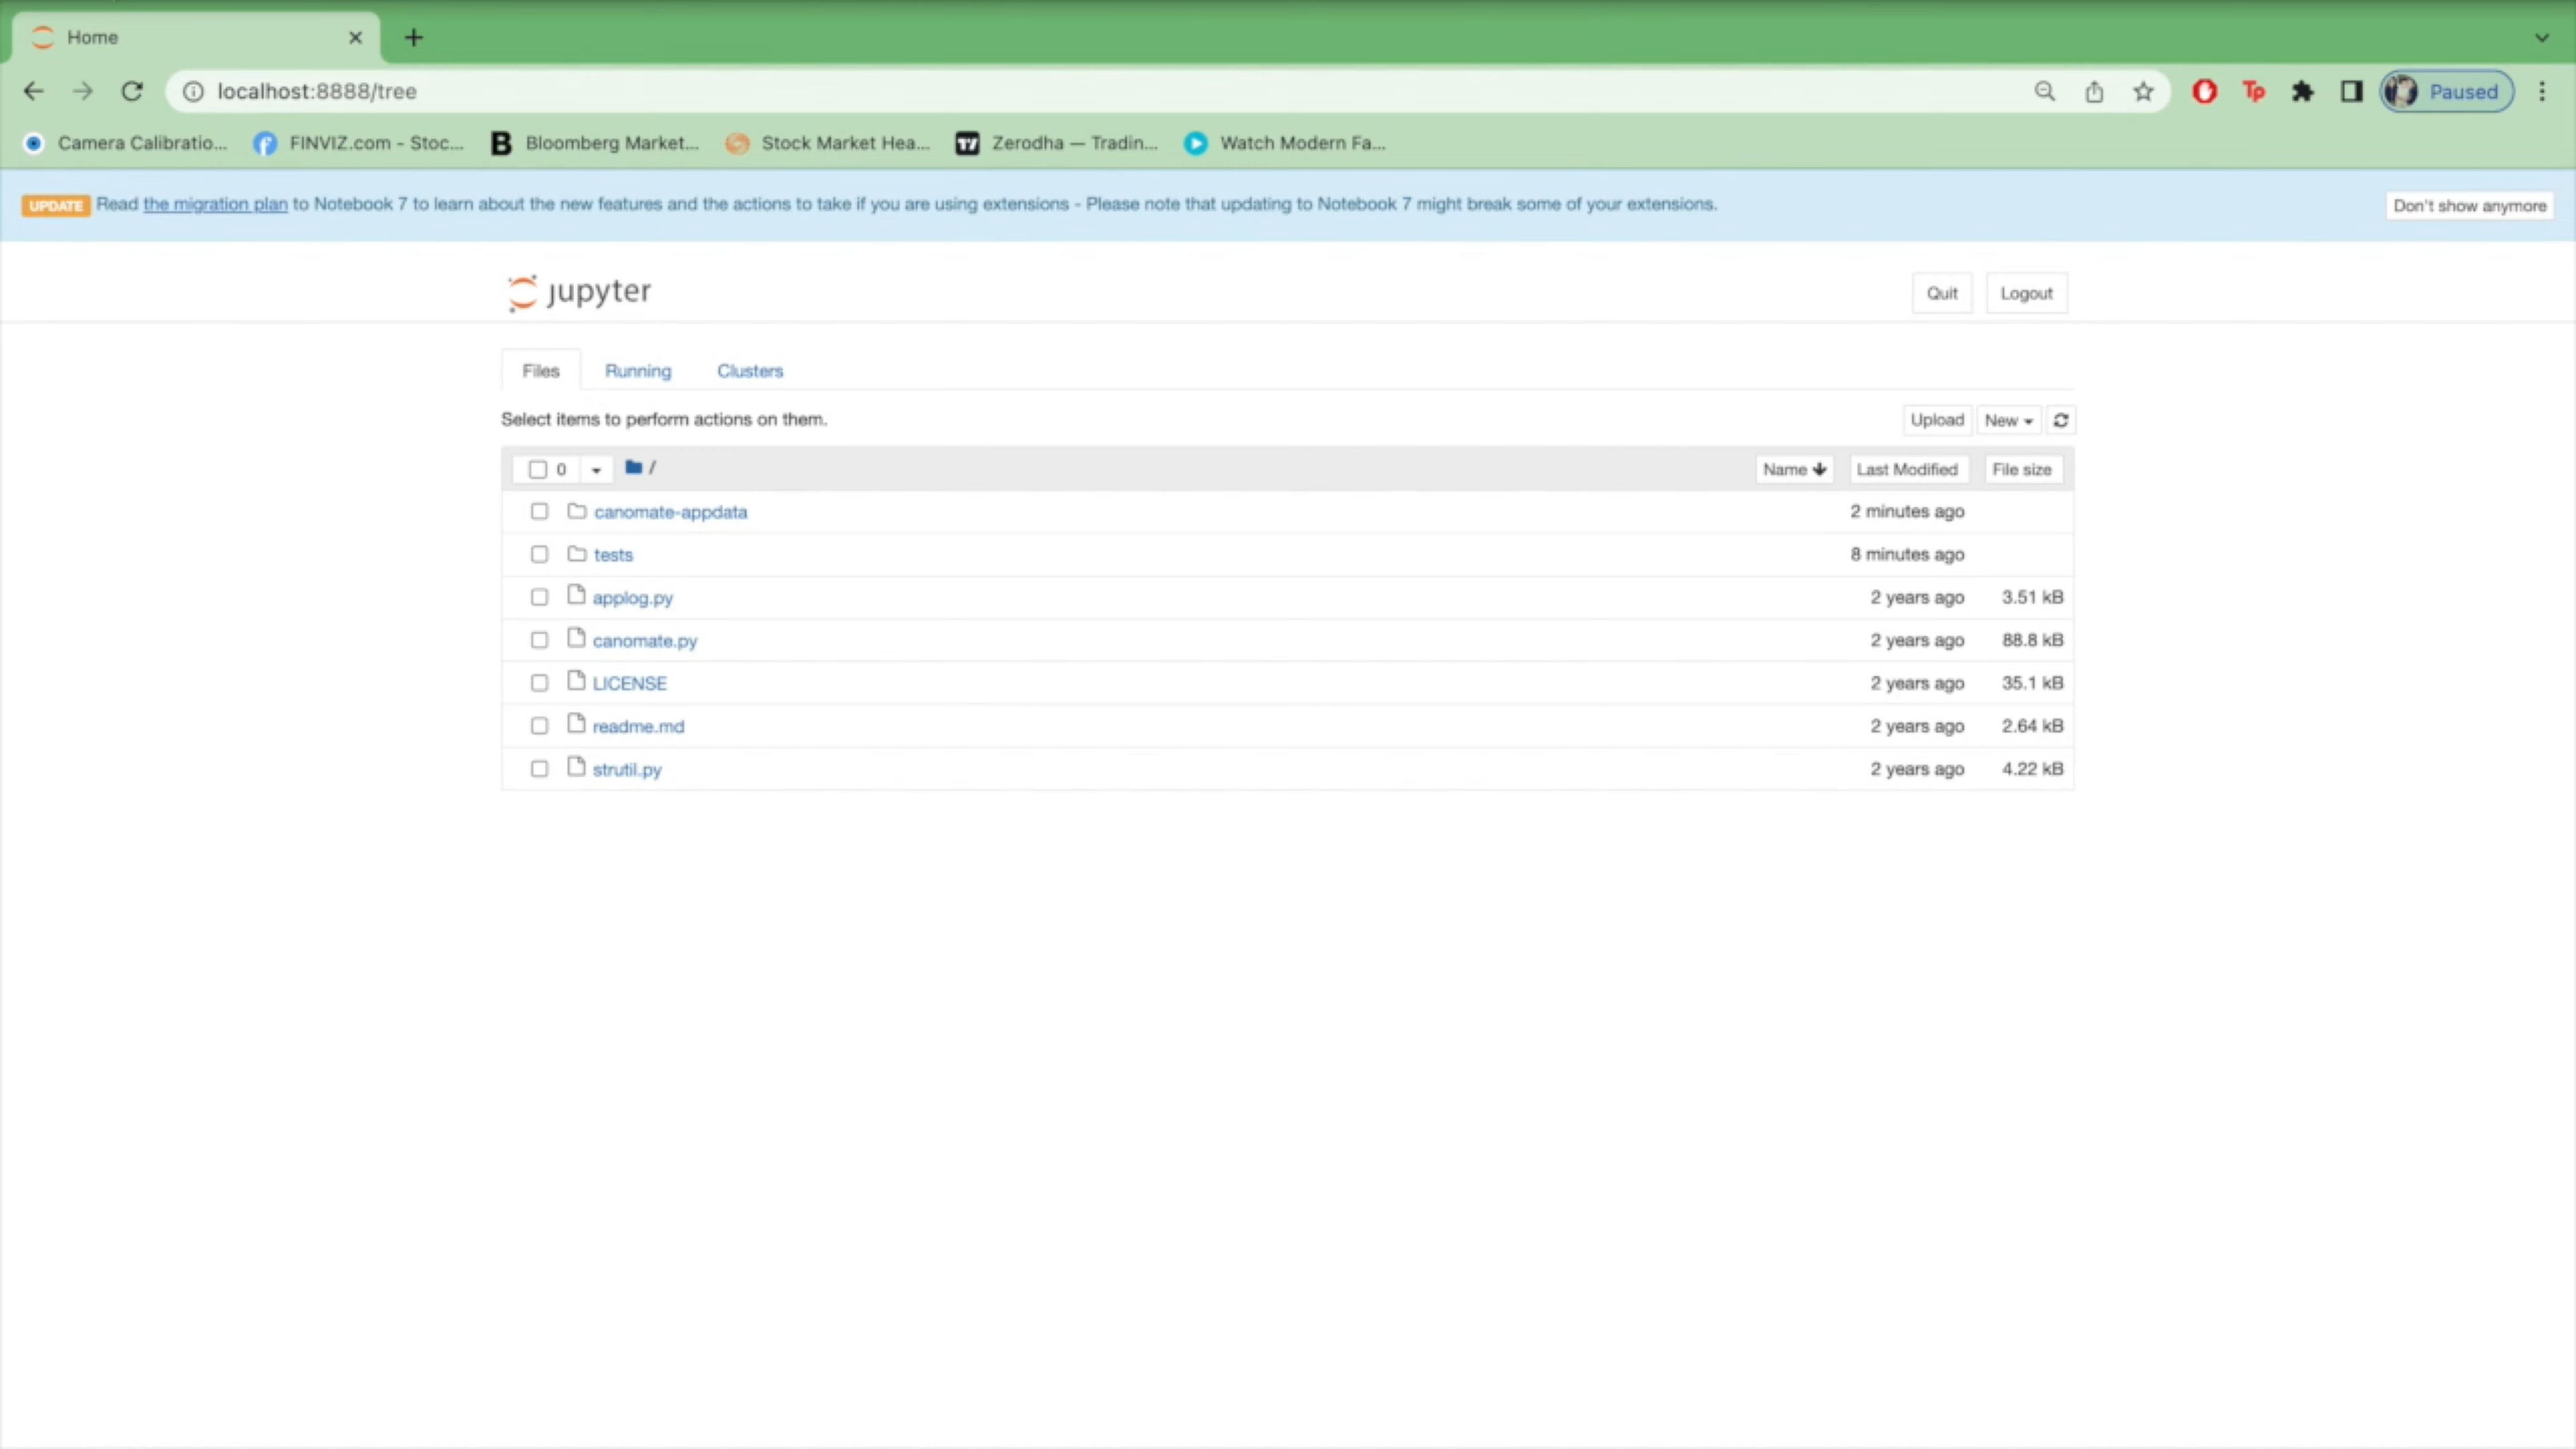 Home
localhost:8888/tree
Paused
Camera Calibratio... FINVIZ.com - Stoc... Bloomberg Market... Stock Market Hea... Zerodha — Tradin... Watch Modern Fa...
UPDATE Read the migration plan to Notebook 7 to learn about the new features and the actions to take if you are using extensions - Please note that updating to Notebook 7 might break some of your extensions. Don't show anymore
jupyter Quit Logout
Files Running Clusters
Select items to perform actions on them. Upload New
0 / Name Last Modified File size
canomate-appdata 2 minutes ago
tests 8 minutes ago
applog.py 2 years ago 3.51 kB
canomate.py 2 years ago 88.8 kB
LICENSE 2 years ago 35.1 kB
readme.md 2 years ago 2.64 kB
strutil.py 2 years ago 4.22 kB